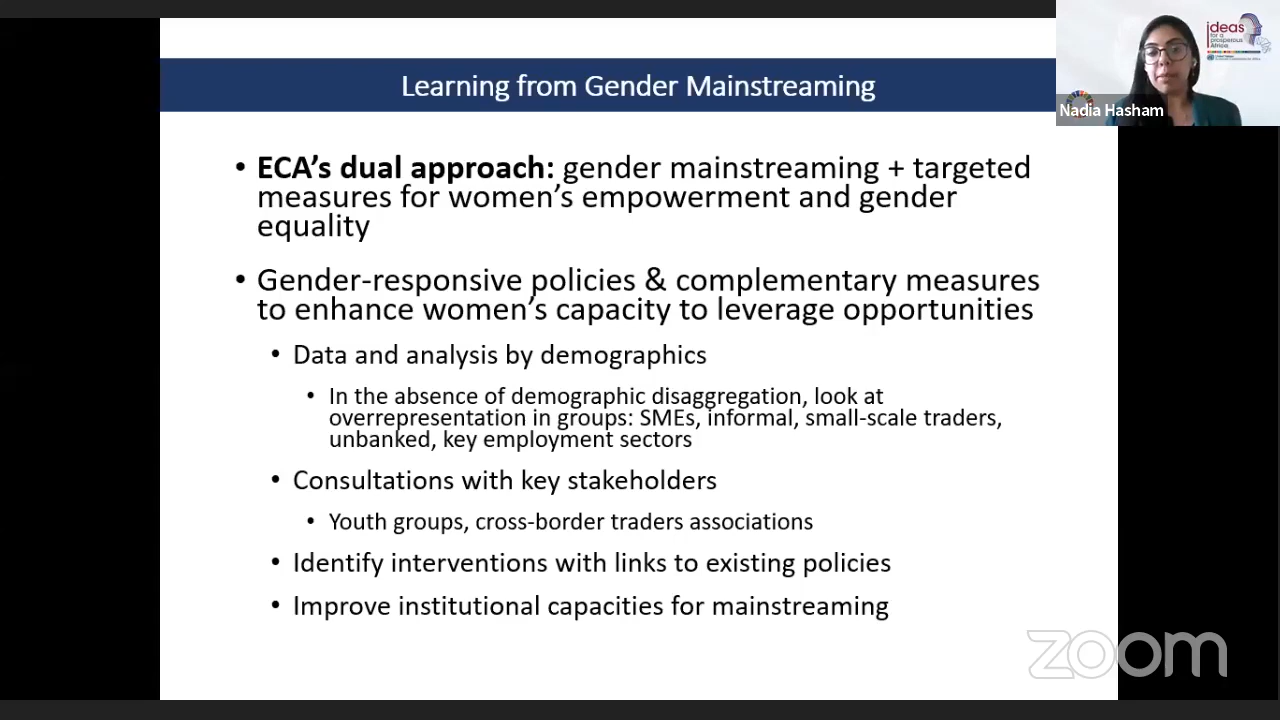 Learning from Gender Mainstreaming
ideas
for a
prosperous
Africa
Nadia Hasham
• ECA's dual approach: gender mainstreaming + targeted
measures for women's empowerment and gender
equality
• Gender-responsive policies & complementary measures
to enhance women's capacity to leverage opportunities
• Data and analysis by demographics
• In the absence of demographic disaggregation, look at
overrepresentation in groups: SMEs, informal, small-scale traders,
unbanked, key employment sectors
• Consultations with key stakeholders
• Youth groups, cross-border traders associations
• Identify interventions with links to existing policies
• Improve institutional capacities for mainstreaming
zoom